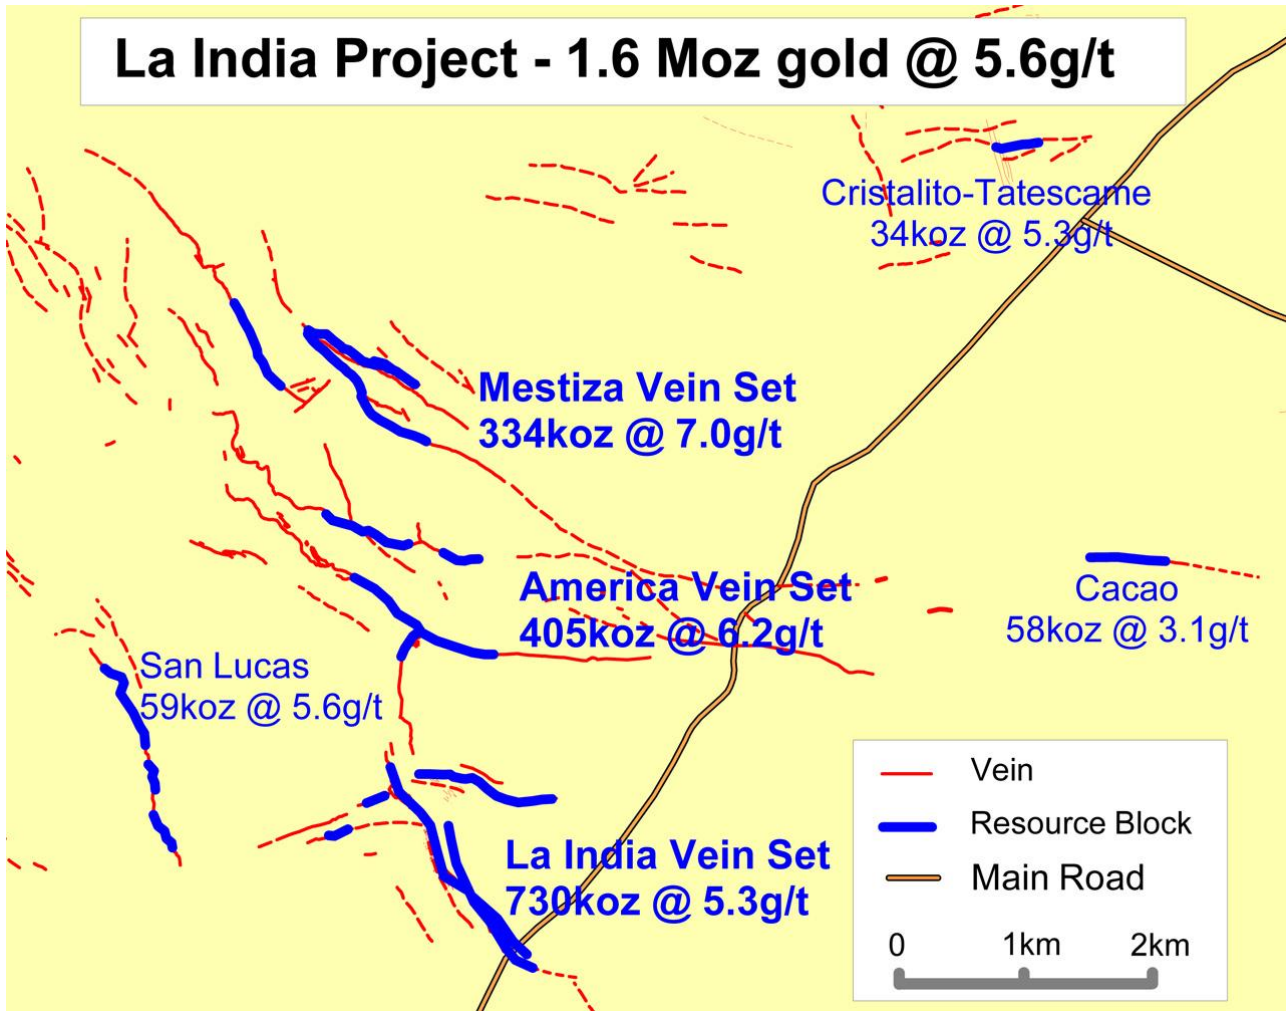 La India Project - 1.6 Moz gold @ 5.6g/t
Cristalito-Tatescame
34koz @ 5.3g/t
Mestiza Vein Set
334koz @ 7.0g/t
America Vein Set
405koz @ 6.2g/t
Cacao
58koz @ 3.1g/t
San Lucas
59koz @ 5.6g/t
La India Vein Set
730koz @ 5.3g/t
Vein
Resource Block
Main Road
0 1km 2km